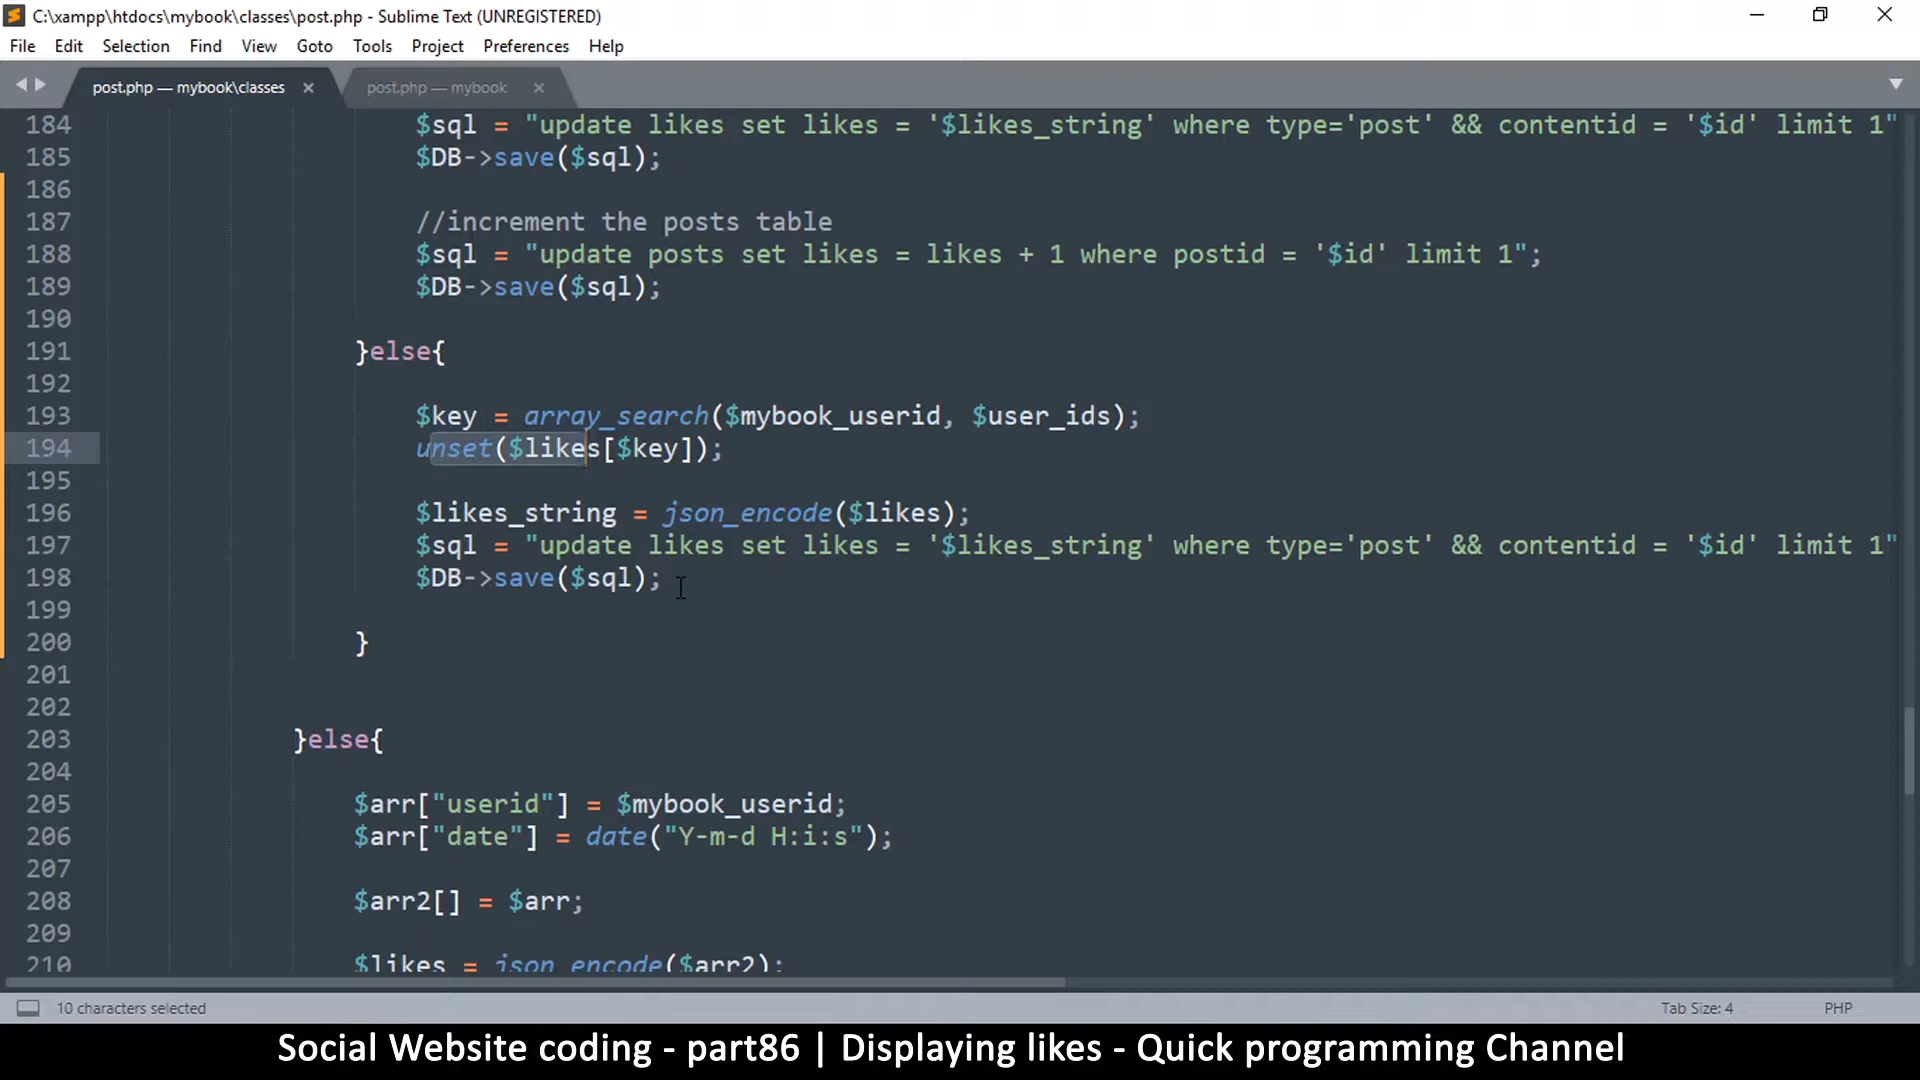 C:\xampp\htdocs\mybook\classes\post.php - Sublime Text (UNREGISTERED)
File Edit Selection Find View Goto Tools Project Preferences Help
post.php — mybook\classes post.php — mybook
184 $sql = "update likes set likes = '$likes_string' where type='post' && contentid = '$id' limit 1"
185 $DB->save($sql);
186
187 //increment the posts table
188 $sql = "update posts set likes = likes + 1 where postid = '$id' limit 1";
189 $DB->save($sql);
190
191 }else{
192
193 $key = array_search($mybook_userid, $user_ids);
194 unset($likes[$key]);
195
196 $likes_string = json_encode($likes);
197 $sql = "update likes set likes = '$likes_string' where type='post' && contentid = '$id' limit 1"
198 $DB->save($sql);
199
200 }
201
202
203 }else{
204
205 $arr["userid"] = $mybook_userid;
206 $arr["date"] = date("Y-m-d H:i:s");
207
208 $arr2[] = $arr;
209
210 $likes = json_encode($arr2);
10 characters selected Tab Size: 4 PHP
Social Website coding - part86 | Displaying likes - Quick programming Channel